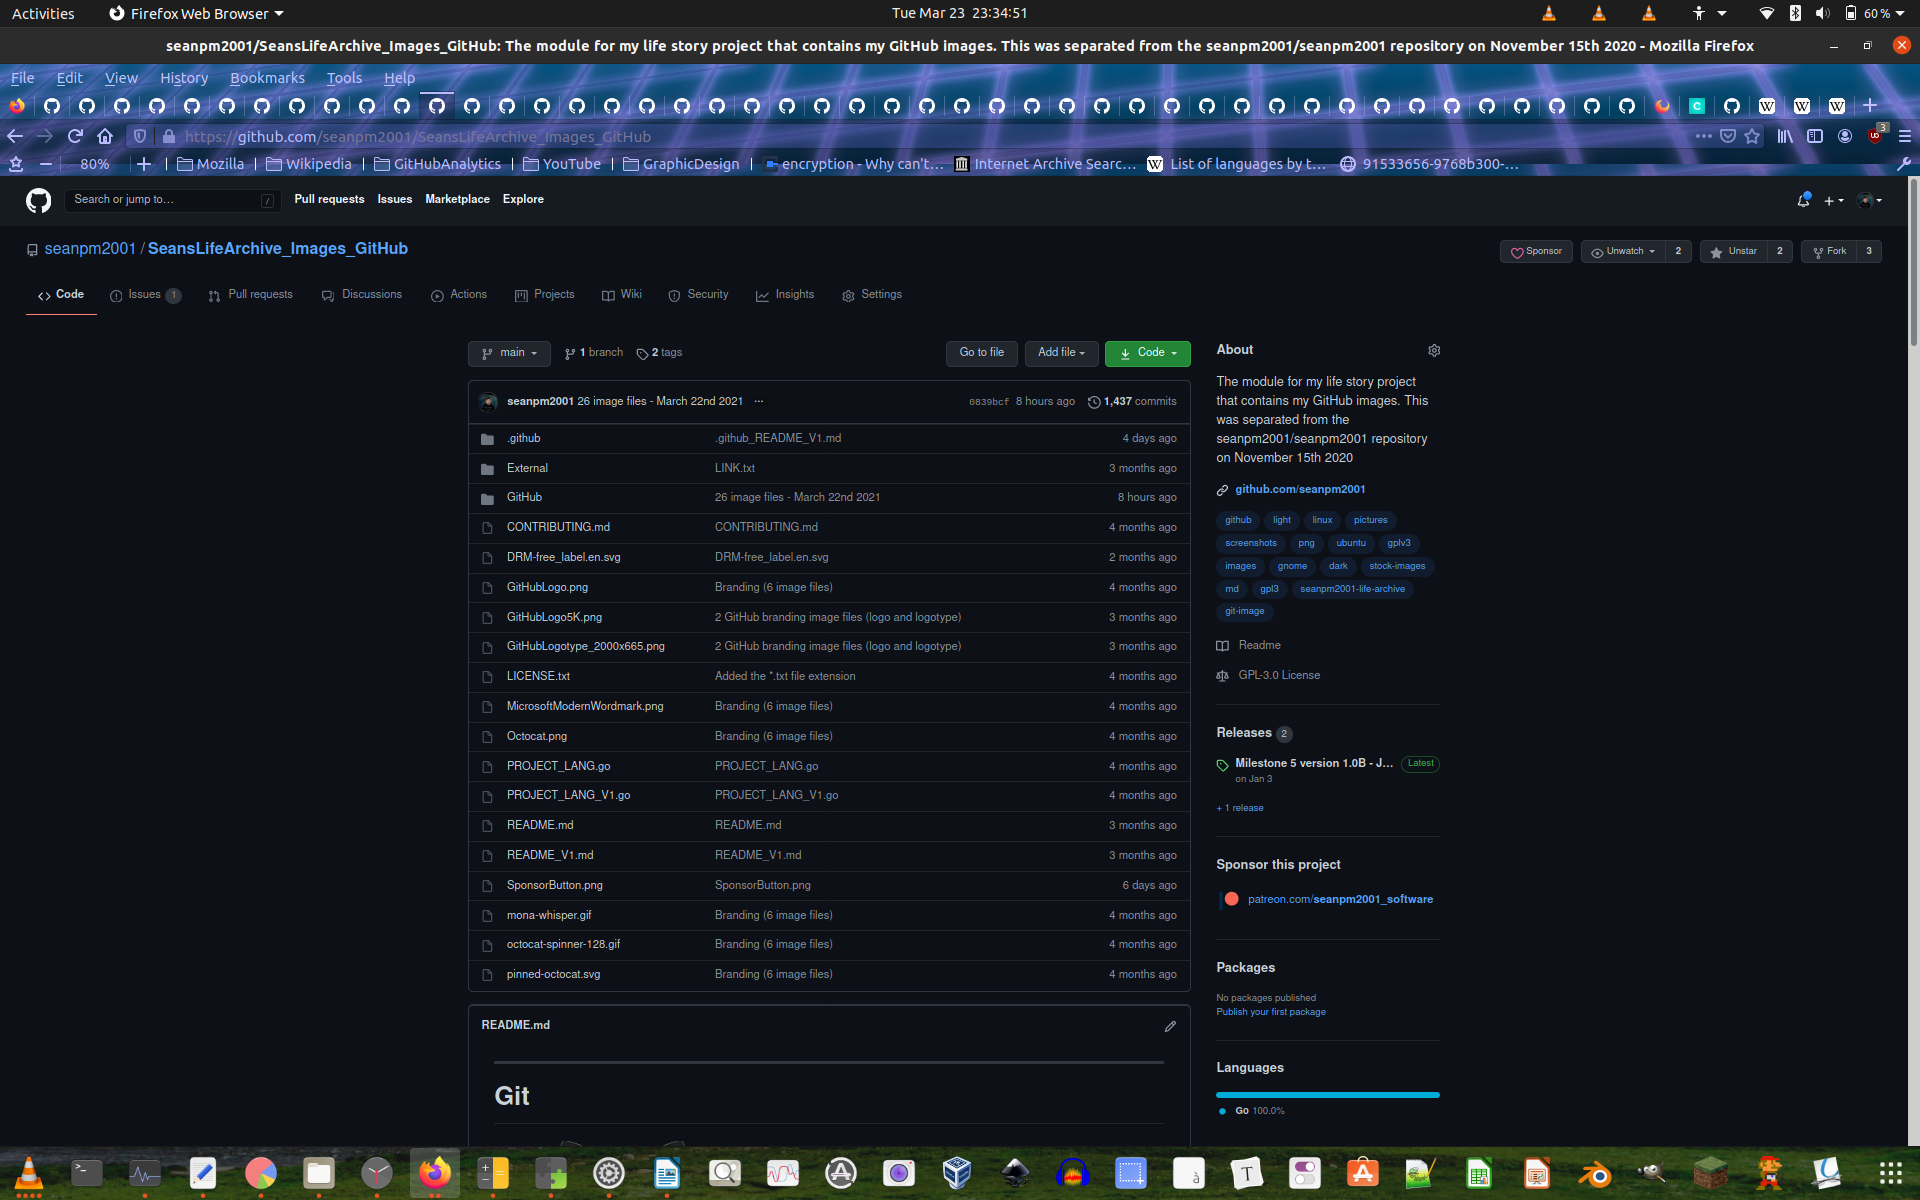 Activities Firefox Web Browser Tue Mar 23 23:34:51 60 %
seanpm2001/SeansLifeArchive_Images_GitHub: The module for my life story project that contains my GitHub images. This was separated from the seanpm2001/seanpm2001 repository on November 15th 2020 - Mozilla Firefox
File Edit View History Bookmarks Tools Help
https://github.com/seanpm2001/SeansLifeArchive_Images_GitHub 3
80% Mozilla Wikipedia GitHubAnalytics YouTube GraphicDesign encryption - Why can't… Internet Archive Searc… List of languages by t… 91533656-9768b300-…
Search or jump to… / Pull requests Issues Marketplace Explore
seanpm2001 / SeansLifeArchive_Images_GitHub Sponsor Unwatch 2 Unstar 2 Fork 3
Code Issues 1 Pull requests Discussions Actions Projects Wiki Security Insights Settings
main 1 branch 2 tags Go to file Add file Code
seanpm2001 26 image files - March 22nd 2021 ... 0839bcf 8 hours ago 1,437 commits
.github .github_README_V1.md 4 days ago
External LINK.txt 3 months ago
GitHub 26 image files - March 22nd 2021 8 hours ago
CONTRIBUTING.md CONTRIBUTING.md 4 months ago
DRM-free_label.en.svg DRM-free_label.en.svg 2 months ago
GitHubLogo.png Branding (6 image files) 4 months ago
GitHubLogo5K.png 2 GitHub branding image files (logo and logotype) 3 months ago
GitHubLogotype_2000x665.png 2 GitHub branding image files (logo and logotype) 3 months ago
LICENSE.txt Added the *.txt file extension 4 months ago
MicrosoftModernWordmark.png Branding (6 image files) 4 months ago
Octocat.png Branding (6 image files) 4 months ago
PROJECT_LANG.go PROJECT_LANG.go 4 months ago
PROJECT_LANG_V1.go PROJECT_LANG_V1.go 4 months ago
README.md README.md 3 months ago
README_V1.md README_V1.md 3 months ago
SponsorButton.png SponsorButton.png 6 days ago
mona-whisper.gif Branding (6 image files) 4 months ago
octocat-spinner-128.gif Branding (6 image files) 4 months ago
pinned-octocat.svg Branding (6 image files) 4 months ago
README.md
Git
About
The module for my life story project
that contains my GitHub images. This
was separated from the
seanpm2001/seanpm2001 repository
on November 15th 2020
github.com/seanpm2001
github light linux pictures
screenshots png ubuntu gplv3
images gnome dark stock-images
md gpl3 seanpm2001-life-archive
git-image
Readme
GPL-3.0 License
Releases 2
Milestone 5 version 1.0B - J... Latest
on Jan 3
+ 1 release
Sponsor this project
patreon.com/seanpm2001_software
Packages
No packages published
Publish your first package
Languages
Go 100.0%